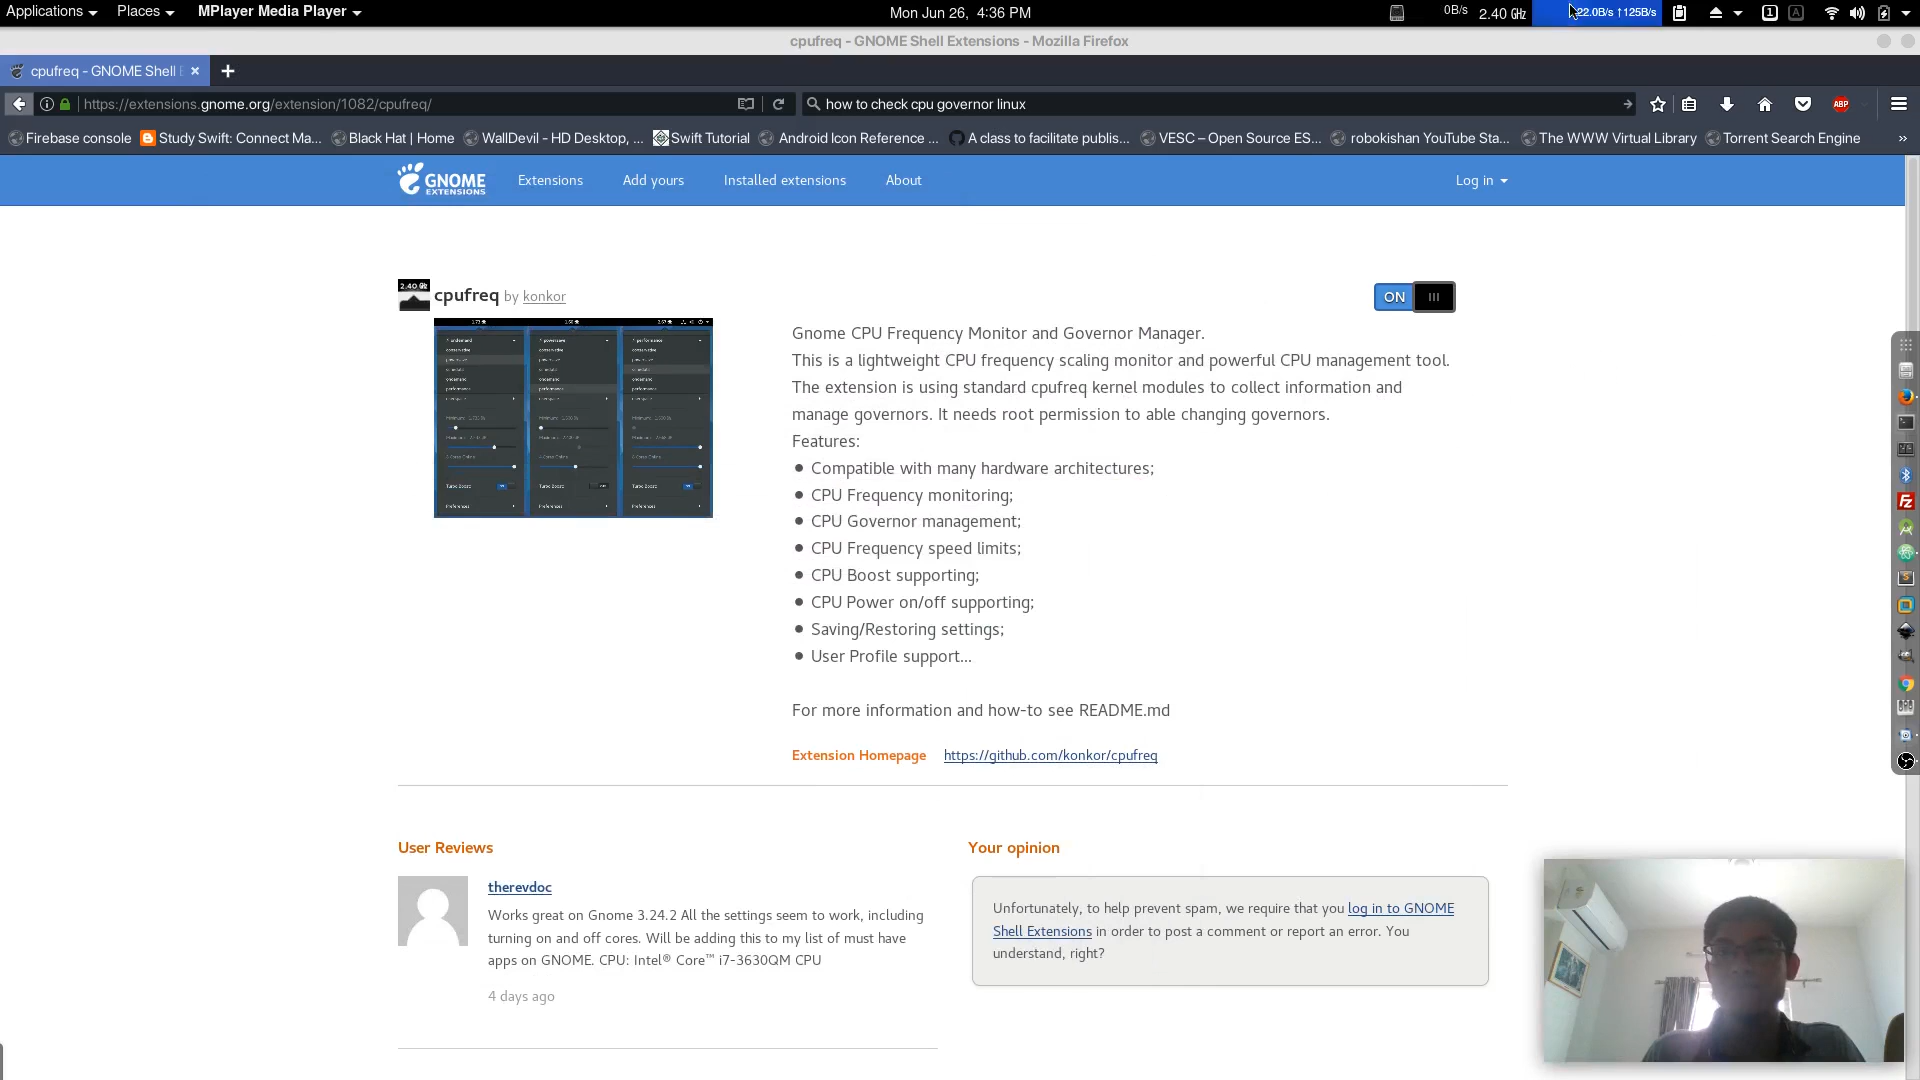 Applications Places MPlayer Media Player Mon Jun 26, 4:36 PM 0B/s 2.40 GHz 22.0B/s ↑125B/s 1 A
cpufreq - GNOME Shell Extensions - Mozilla Firefox
cpufreq - GNOME Shell
https://extensions.gnome.org/extension/1082/cpufreq/ how to check cpu governor linux ABP
Firebase console Study Swift: Connect Ma... Black Hat | Home WallDevil - HD Desktop, ... Swift Tutorial Android Icon Reference ... A class to facilitate publis... VESC – Open Source ES... robokishan YouTube Sta... The WWW Virtual Library Torrent Search Engine »
GNOME EXTENSIONS Extensions Add yours Installed extensions About Log in
2.40 GHz cpufreq by konkor ON
Gnome CPU Frequency Monitor and Governor Manager.
This is a lightweight CPU frequency scaling monitor and powerful CPU management tool.
The extension is using standard cpufreq kernel modules to collect information and
manage governors. It needs root permission to able changing governors.
Features:
● Compatible with many hardware architectures;
● CPU Frequency monitoring;
● CPU Governor management;
● CPU Frequency speed limits;
● CPU Boost supporting;
● CPU Power on/off supporting;
● Saving/Restoring settings;
● User Profile support...
For more information and how-to see README.md
Extension Homepage https://github.com/konkor/cpufreq
User Reviews
therevdoc
Works great on Gnome 3.24.2 All the settings seem to work, including
turning on and off cores. Will be adding this to my list of must have
apps on GNOME. CPU: Intel® Core™ i7-3630QM CPU
4 days ago
Your opinion
Unfortunately, to help prevent spam, we require that you log in to GNOME
Shell Extensions in order to post a comment or report an error. You
understand, right?